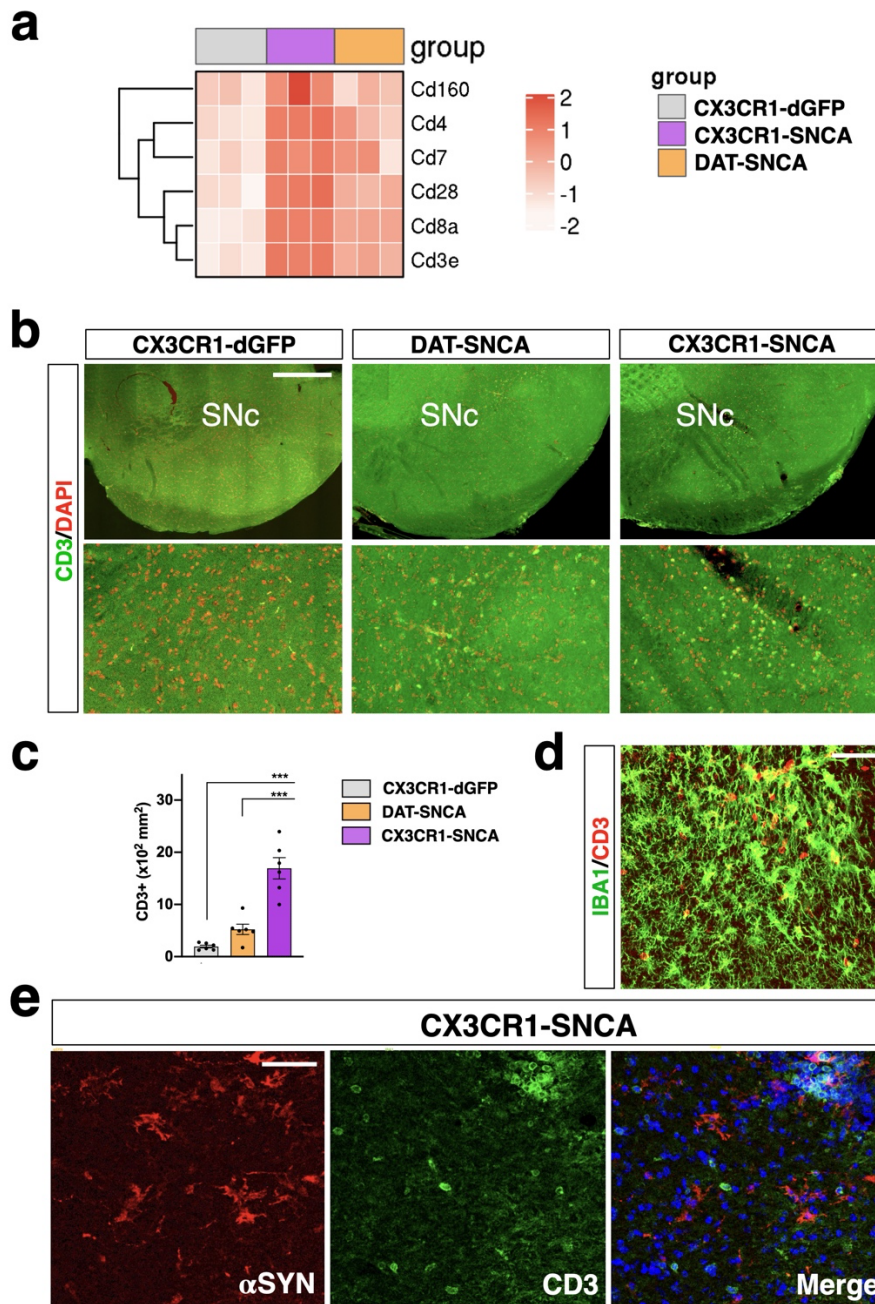 a
group
Cd160
Cd4
Cd7
Cd28
Cd8a
Cd3e
2
1
0
-1
-2
group
CX3CR1-dGFP
CX3CR1-SNCA
DAT-SNCA
b
CX3CR1-dGFP
DAT-SNCA
CX3CR1-SNCA
CD3/DAPI
SNc
SNc
SNc
c
CD3+ (x10² mm²)
30
20
10
0
***
***
CX3CR1-dGFP
DAT-SNCA
CX3CR1-SNCA
d
IBA1/CD3
e
CX3CR1-SNCA
αSYN
CD3
Merge